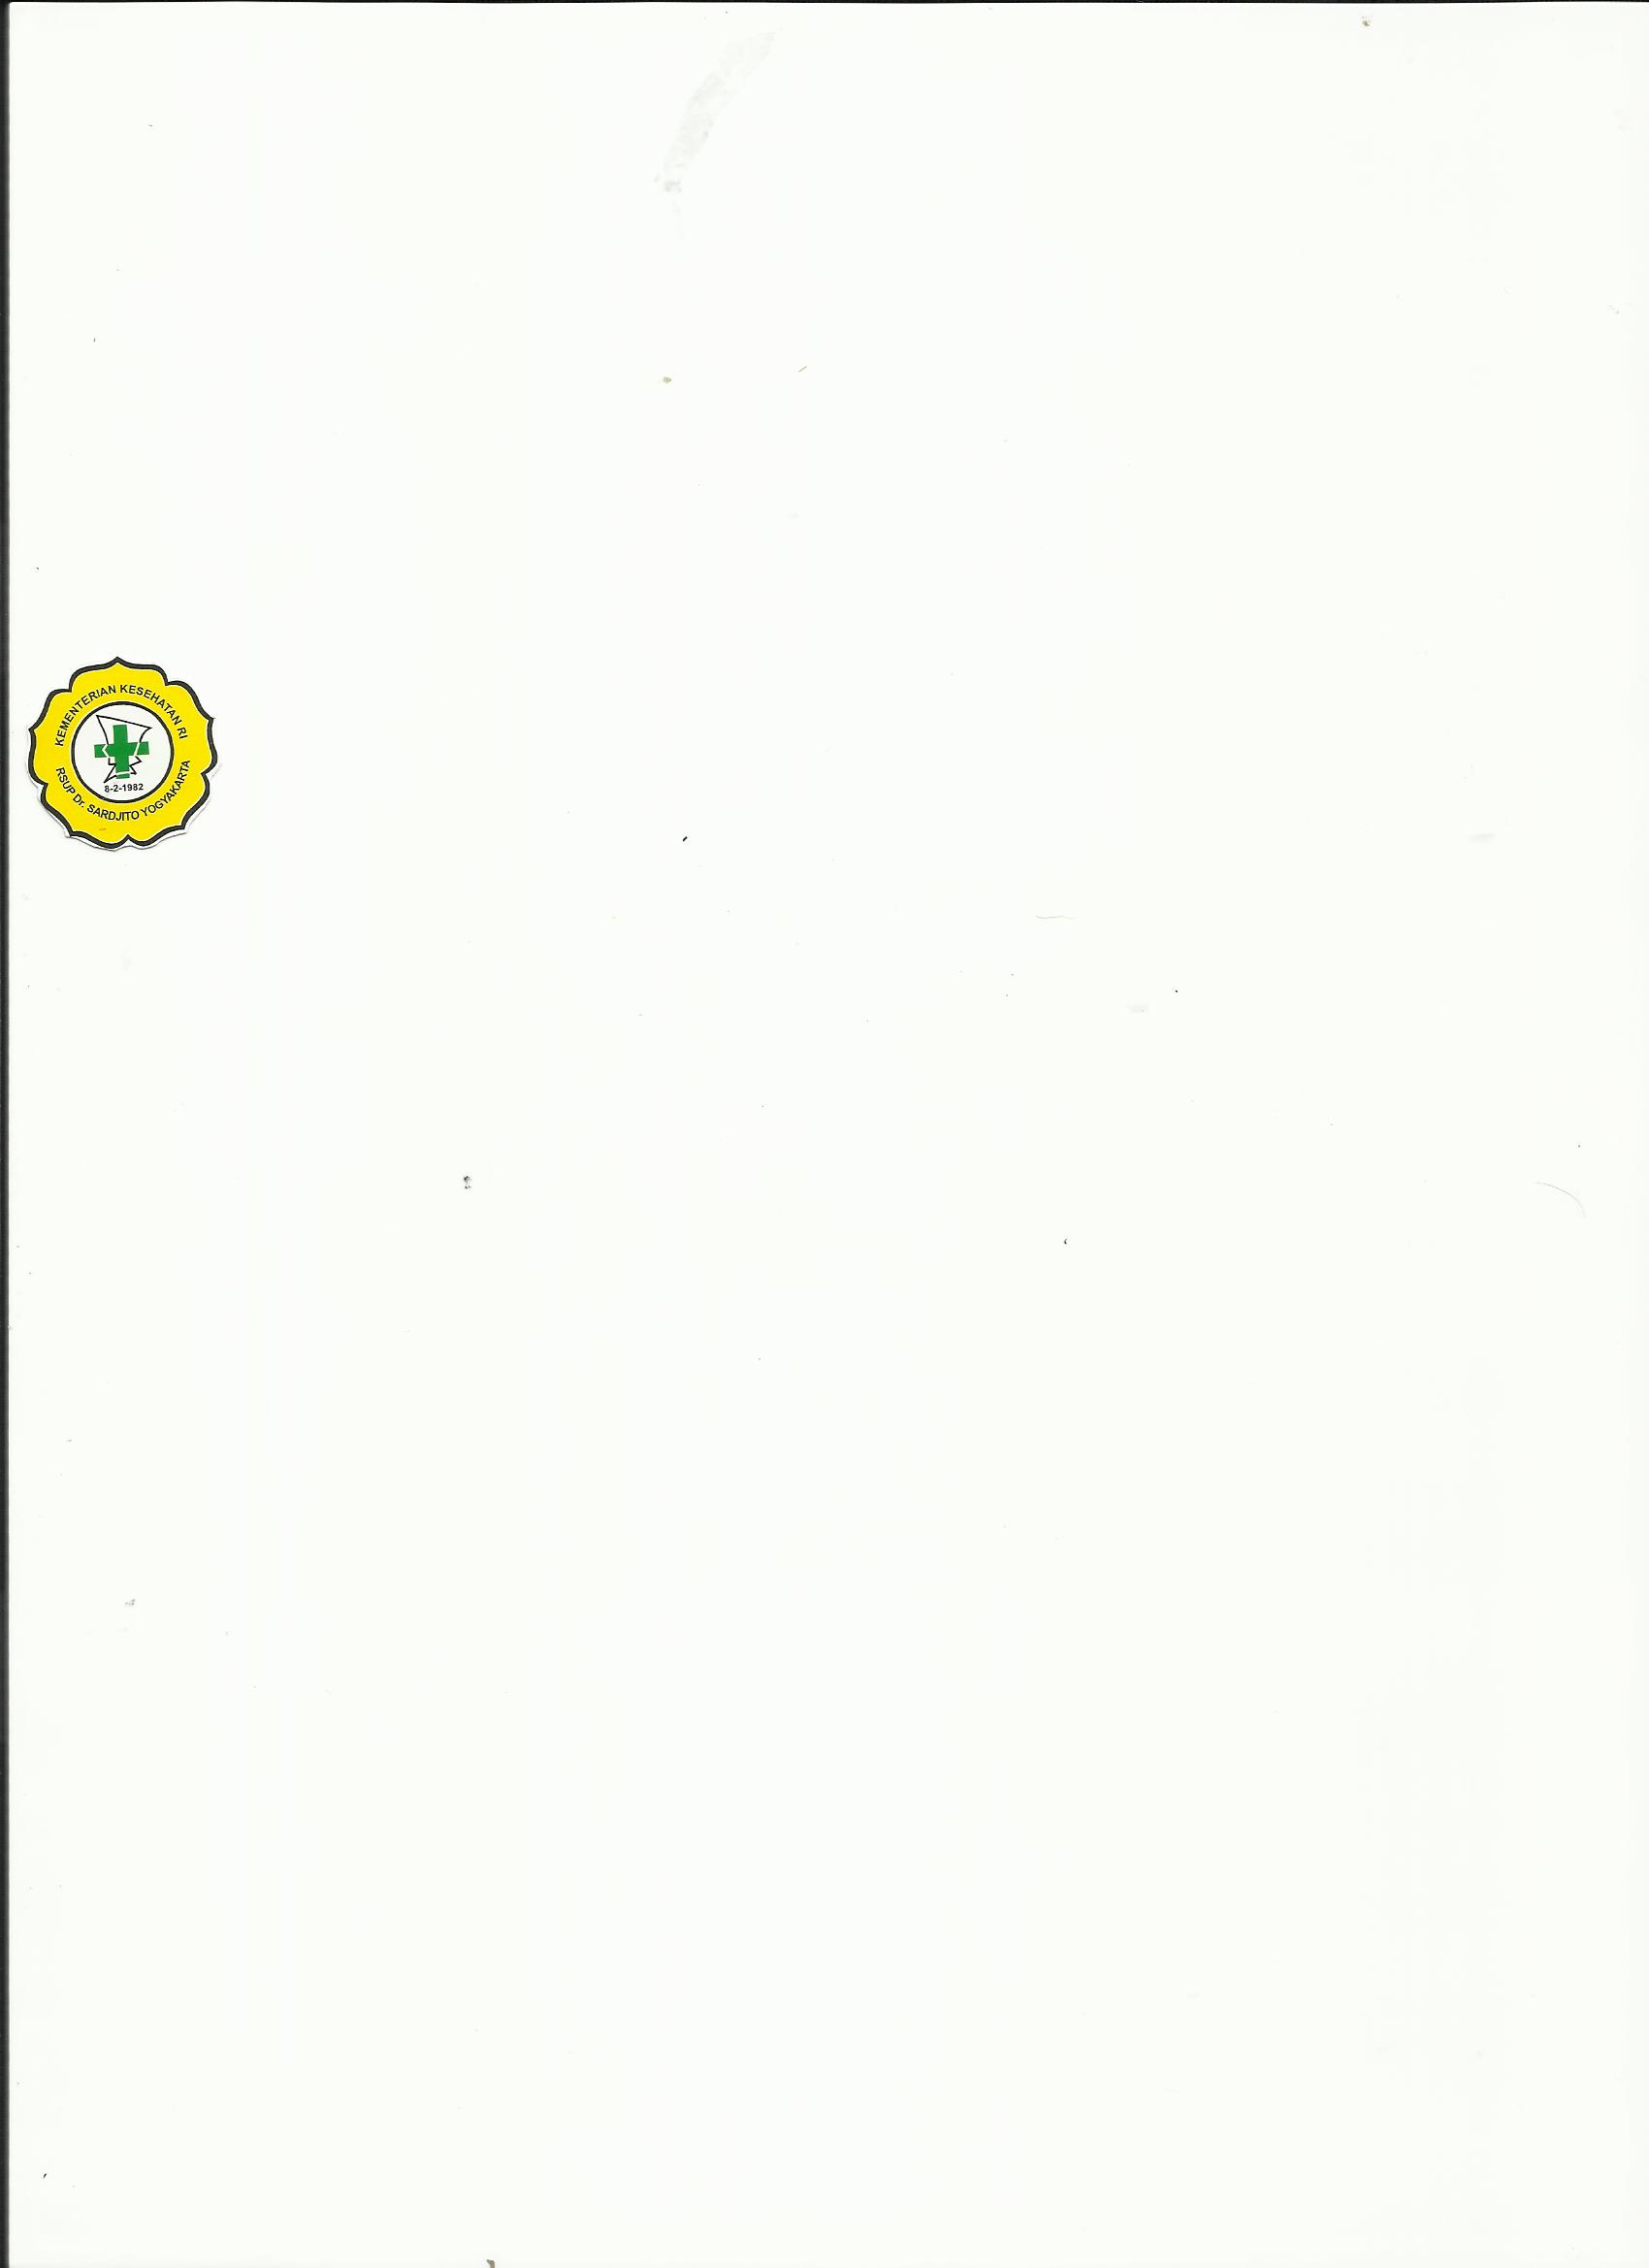 KEMENTERIAN KESEHATAN RI
8-2-1982
RSUP Dr. SARDJITO YOGYAKARTA